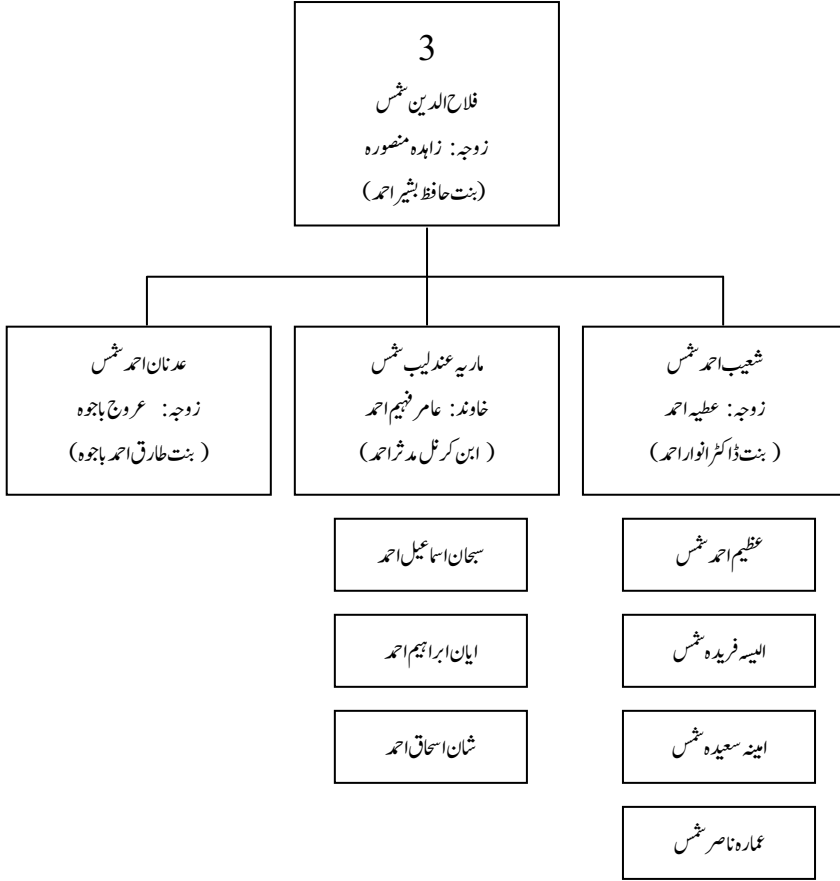 3
فلاح الدین شمس
زوجہ: زاہدہ منصورہ
(بنت حافظ بشیر احمد)
شعیب احمد شمس
زوجہ: عطیہ احمد
(بنت ڈاکٹر انوار احمد)
ماریہ عندلیب شمس
خاوند: عامر فہیم احمد
(ابن کرنل مدثر احمد)
عدنان احمد شمس
زوجہ: عروج باجوہ
(بنت طارق احمد باجوہ)
عظیم احمد شمس
الیسہ فریدہ شمس
امینہ سعیدہ شمس
عمارہ ناصر شمس
سبحان اسماعیل احمد
ایان ابراہیم احمد
شان اسحاق احمد